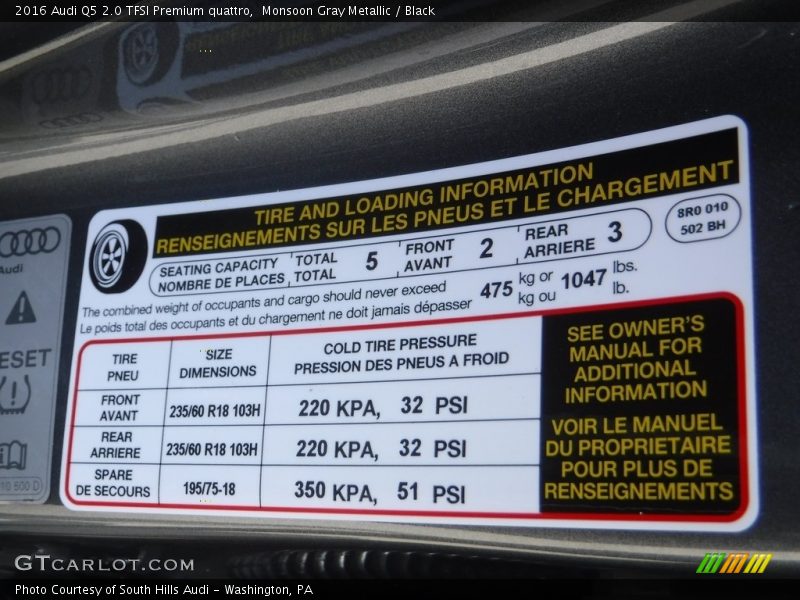 2016 Audi Q5 2.0 TFSI Premium quattro, Monsoon Gray Metallic / Black
TIRE AND LOADING INFORMATION
RENSEIGNEMENTS SUR LES PNEUS ET LE CHARGEMENT
8R0 010
502 BH
SEATING CAPACITY TOTAL 5 FRONT 2 REAR 3
NOMBRE DE PLACES TOTAL AVANT ARRIERE
The combined weight of occupants and cargo should never exceed 475 kg or 1047 lbs.
Le poids total des occupants et du chargement ne doit jamais dépasser kg ou lb.
TIRE SIZE COLD TIRE PRESSURE
PNEU DIMENSIONS PRESSION DES PNEUS A FROID
FRONT
AVANT 235/60 R18 103H 220 KPA, 32 PSI
REAR
ARRIERE 235/60 R18 103H 220 KPA, 32 PSI
SPARE
DE SECOURS 195/75-18 350 KPA, 51 PSI
SEE OWNER'S
MANUAL FOR
ADDITIONAL
INFORMATION
VOIR LE MANUEL
DU PROPRIETAIRE
POUR PLUS DE
RENSEIGNEMENTS
Audi
ESET
GTCARLOT.COM
Photo Courtesy of South Hills Audi - Washington, PA